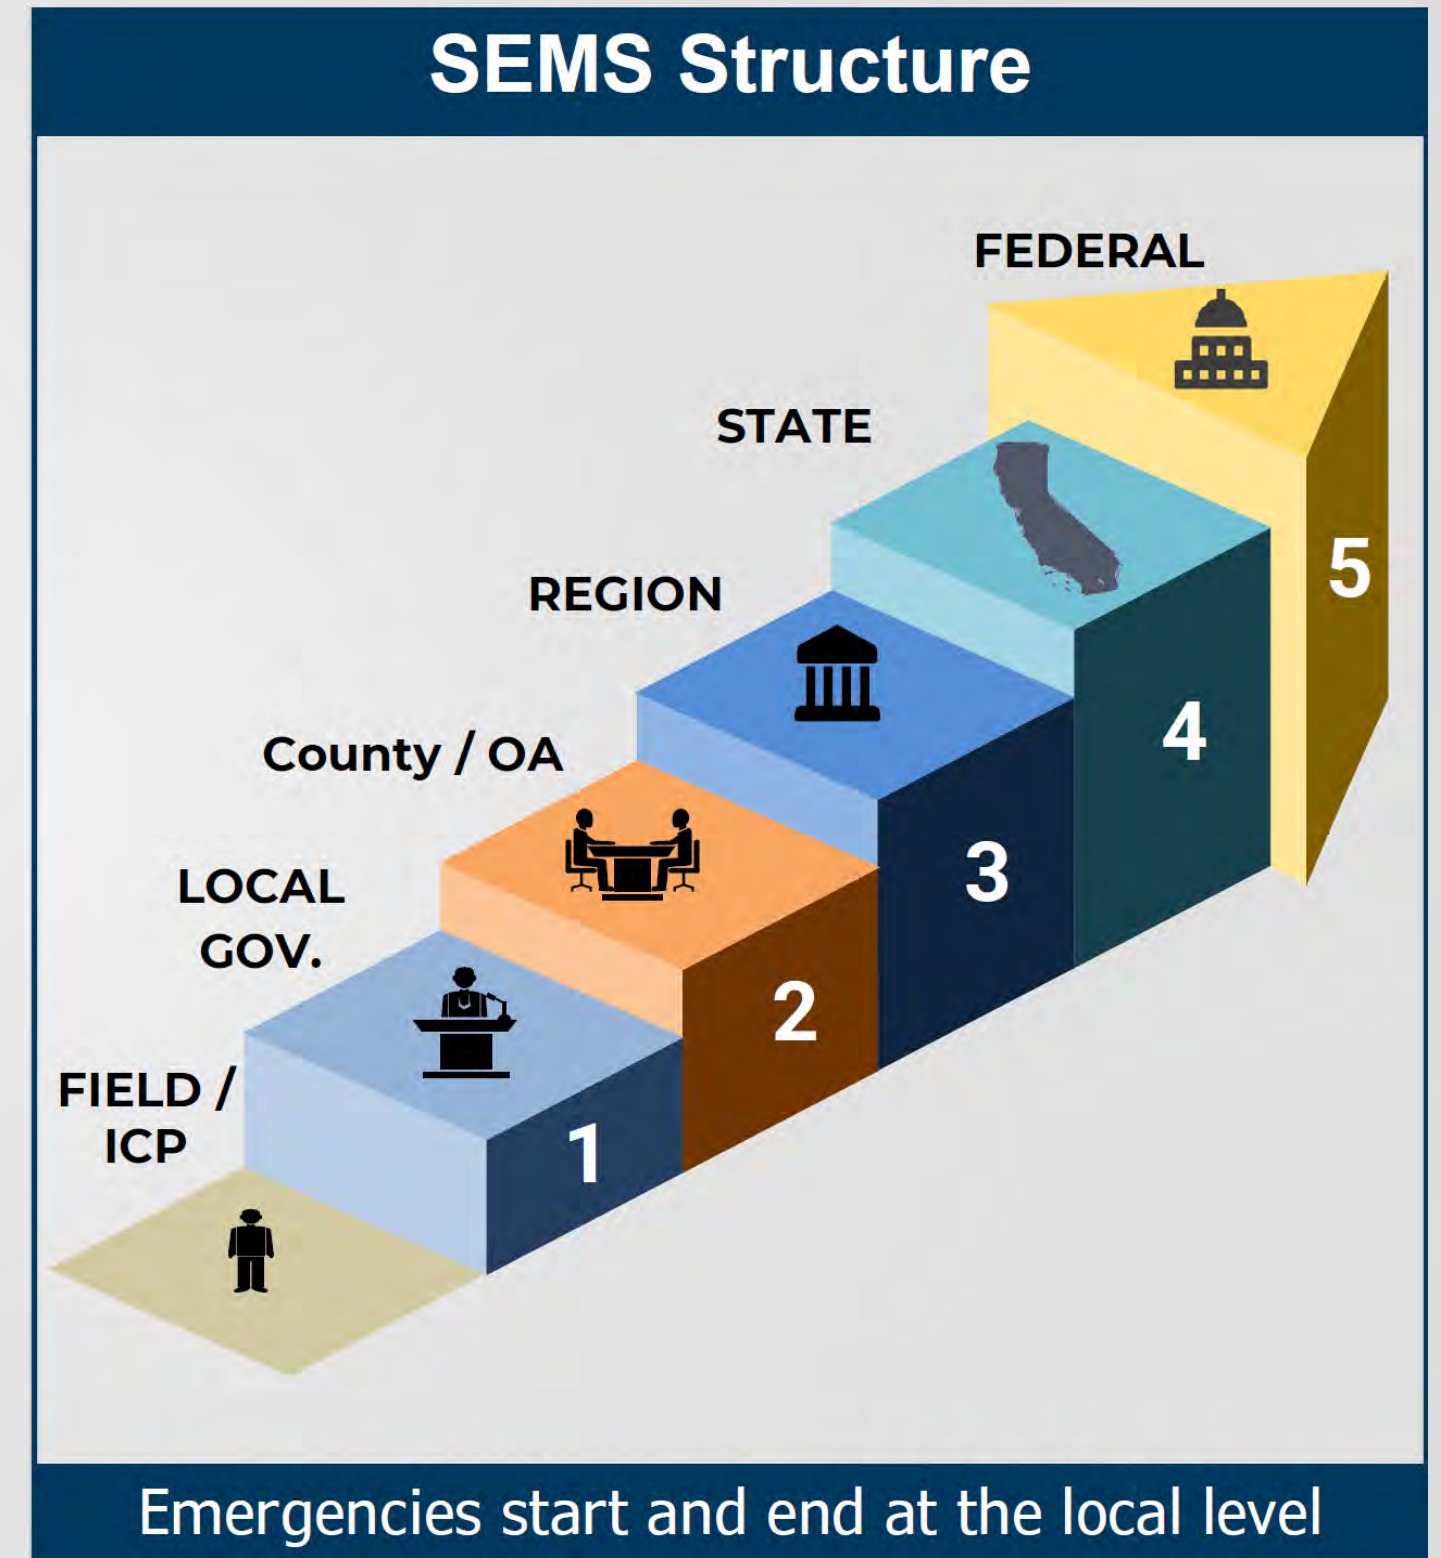 SEMS Structure
FEDERAL
STATE
5
REGION
4
County / OA
3
LOCAL
GOV.
2
FIELD /
ICP
1
Emergencies start and end at the local level